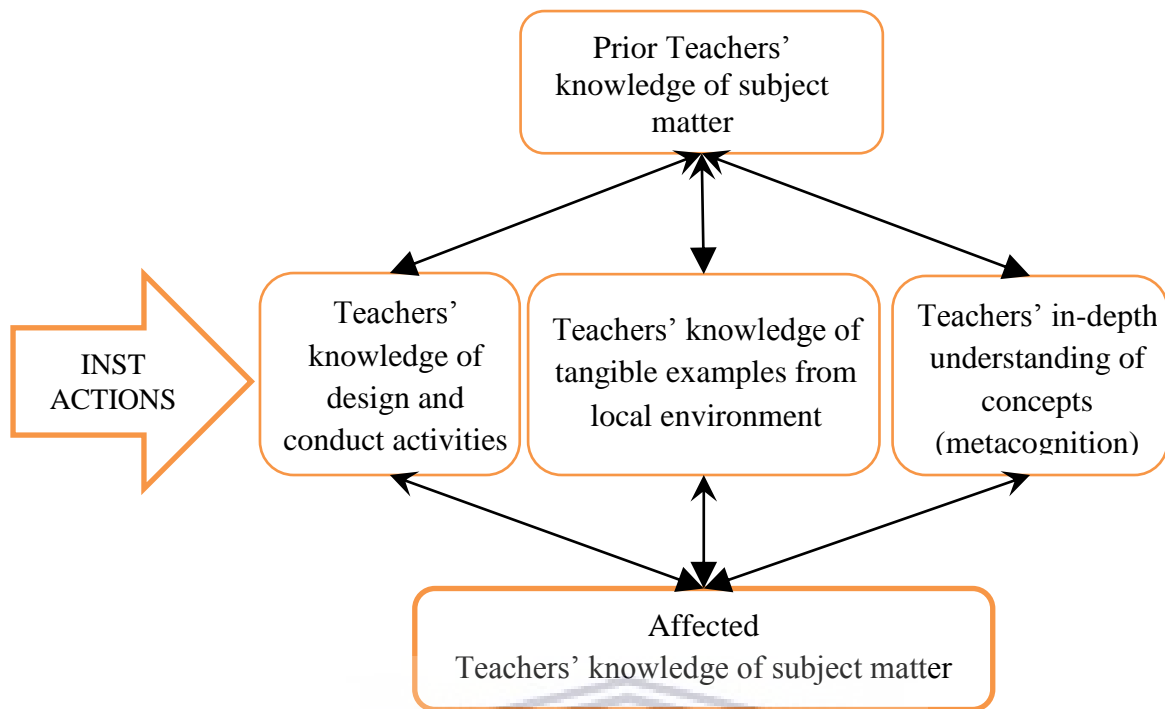 Prior Teachers’
knowledge of subject
matter
INST
ACTIONS
Teachers’
knowledge of
design and
conduct activities
Teachers’ knowledge of
tangible examples from
local environment
Teachers’ in-depth
understanding of
concepts
(metacognition)
Affected
Teachers’ knowledge of subject matter